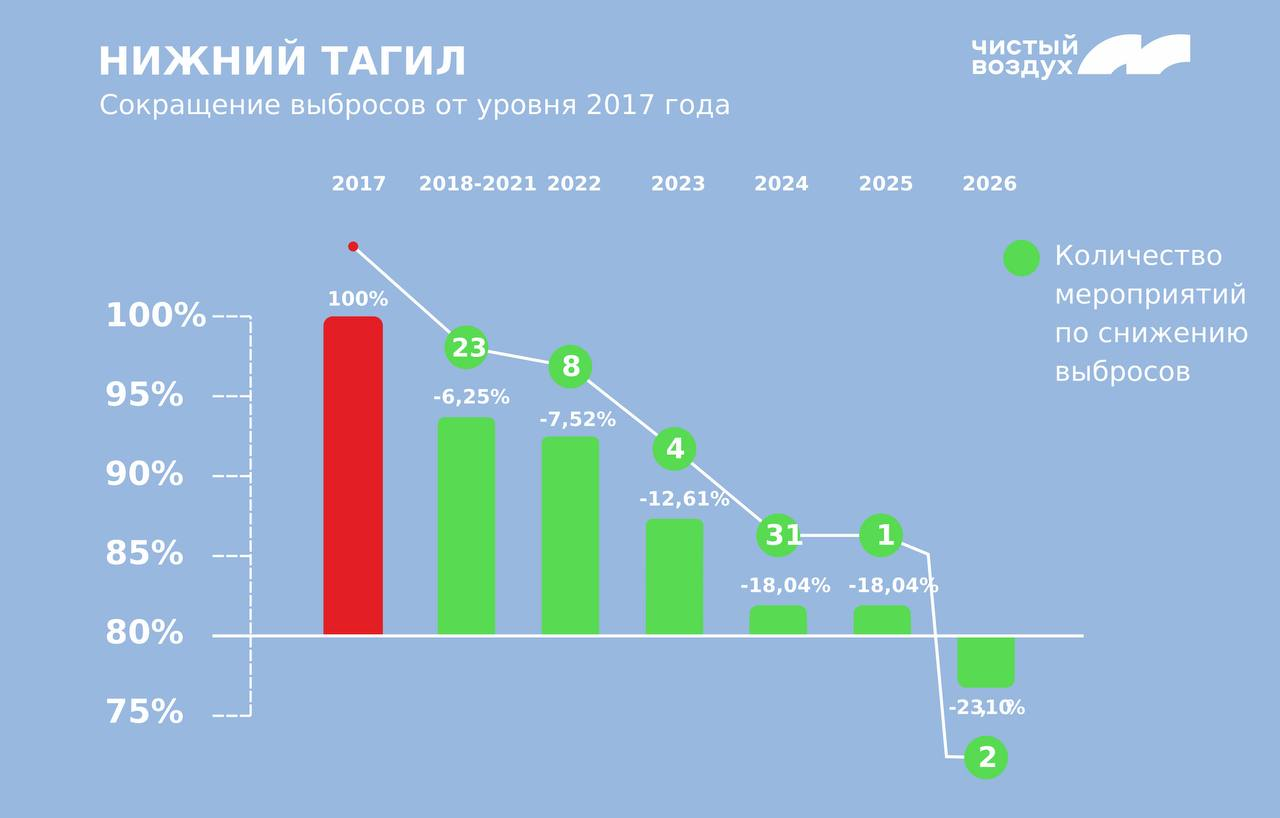 НИЖНИЙ ТАГИЛ
Сокращение выбросов от уровня 2017 года
чистый
воздух
2017 2018-2021 2022 2023 2024 2025 2026
Количество
мероприятий
по снижению
выбросов
100%
95%
90%
85%
80%
75%
100%
23
-6,25%
8
-7,52%
4
-12,61%
31
-18,04%
1
-18,04%
-23,10%
2